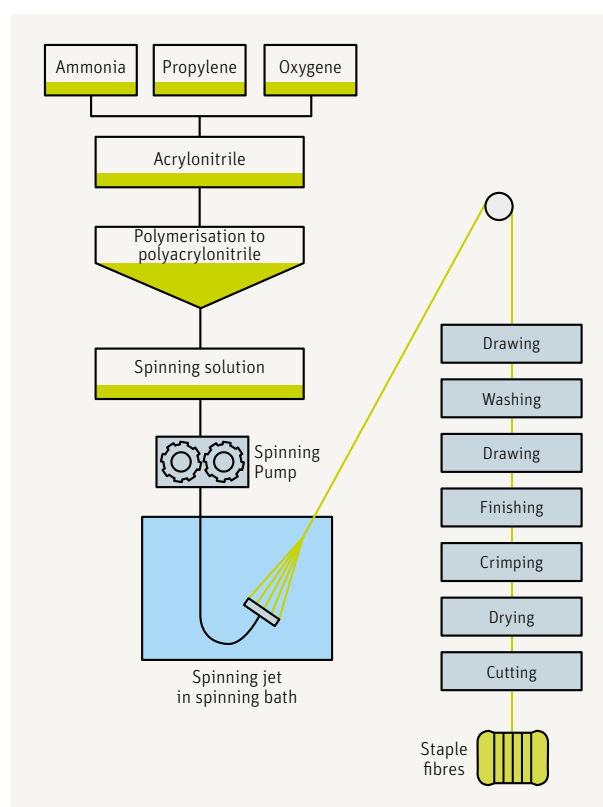 Ammonia
Propylene
Oxygene
Acrylonitrile
Polymerisation to
polyacrylonitrile
Spinning solution
Spinning
Pump
Spinning jet
in spinning bath
Drawing
Washing
Drawing
Finishing
Crimping
Drying
Cutting
Staple
fibres